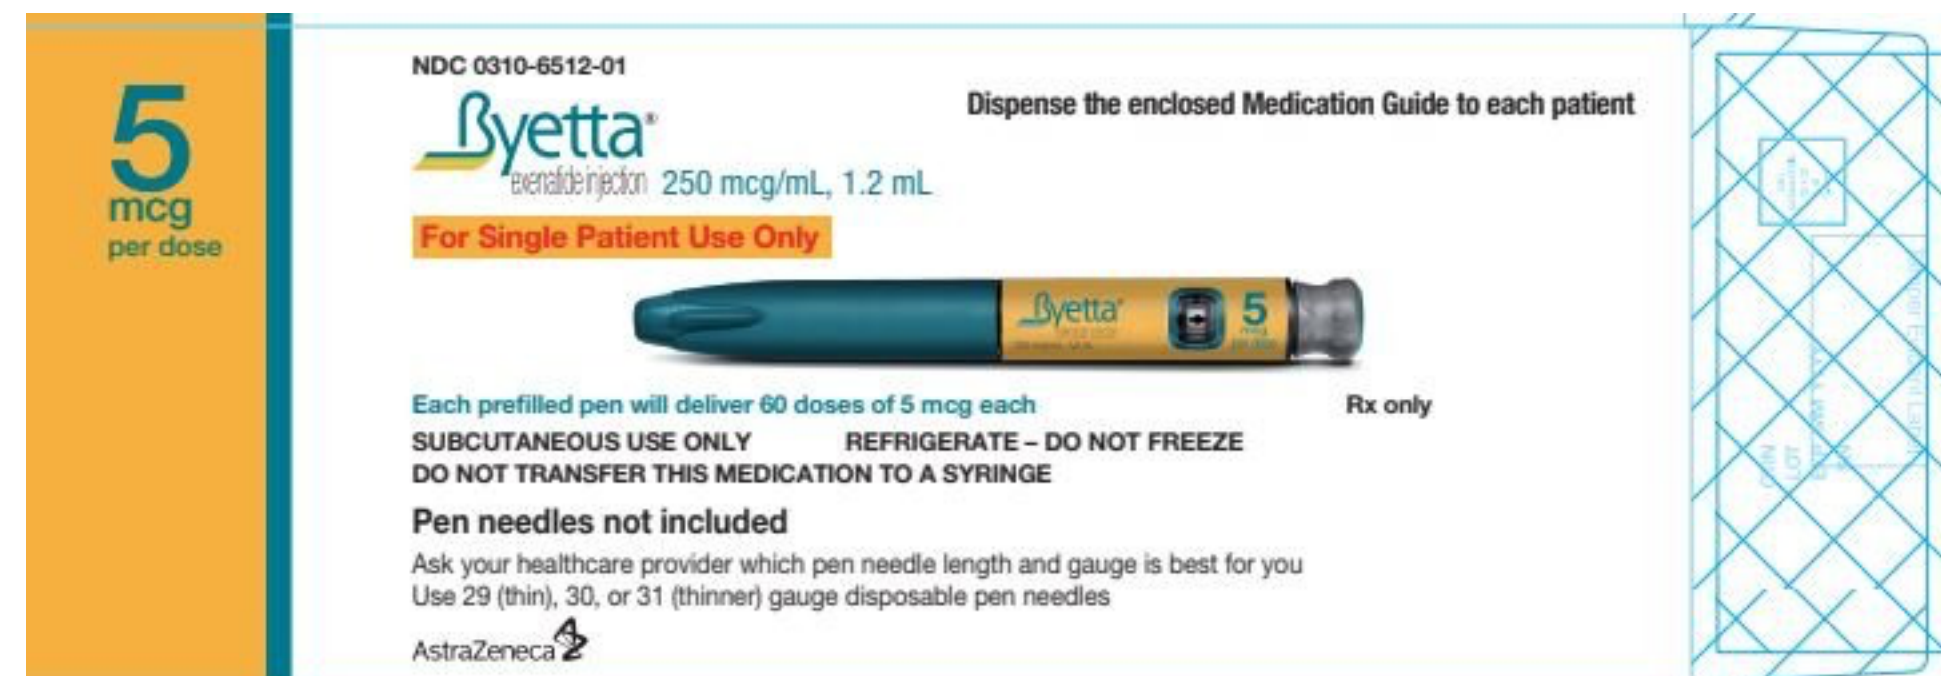 5
mcg
per dose
NDC 0310-6512-01
Byetta®
exenatide injection 250 mcg/mL, 1.2 mL
Dispense the enclosed Medication Guide to each patient
For Single Patient Use Only
Byetta®
5
mcg
per dose
Each prefilled pen will deliver 60 doses of 5 mcg each
Rx only
SUBCUTANEOUS USE ONLY REFRIGERATE – DO NOT FREEZE
DO NOT TRANSFER THIS MEDICATION TO A SYRINGE
Pen needles not included
Ask your healthcare provider which pen needle length and gauge is best for you
Use 29 (thin), 30, or 31 (thinner) gauge disposable pen needles
AstraZeneca
LOT